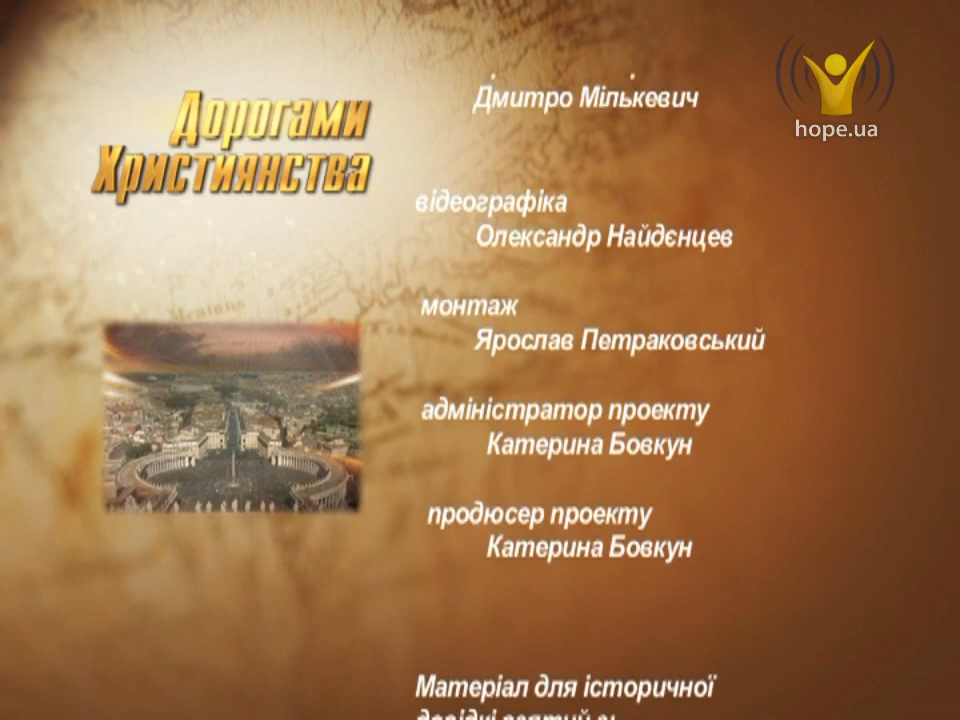 Дорогами
Християнства
hope.ua
Дмитро Мількевич
відеографіка
Олександр Найдєнцев
монтаж
Ярослав Петраковський
адміністратор проекту
Катерина Бовкун
продюсер проекту
Катерина Бовкун
Матеріал для історичної